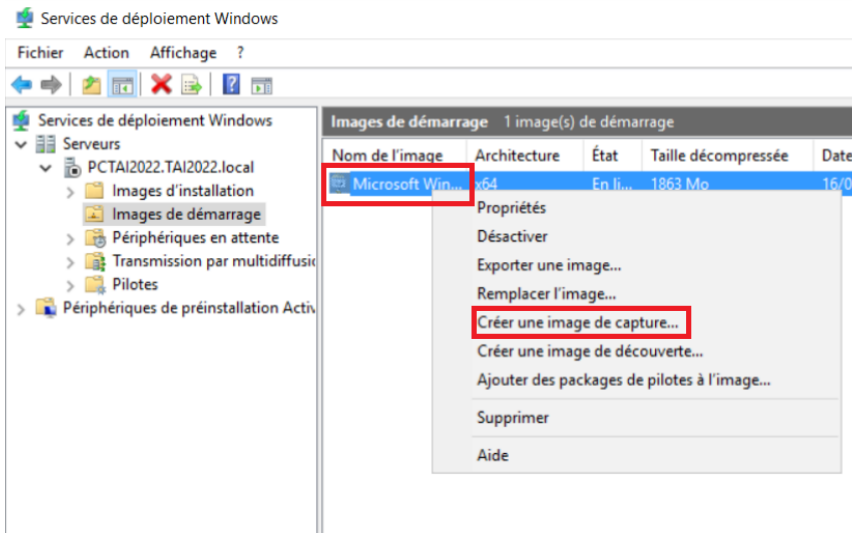 Services de déploiement Windows
Fichier Action Affichage ?
Services de déploiement Windows
Serveurs
PCTAI2022.TAI2022.local
Images d'installation
Images de démarrage
Périphériques en attente
Transmission par multidiffusic
Pilotes
Périphériques de préinstallation Activ
Images de démarrage 1 image(s) de démarrage
Nom de l'image Architecture État Taille décompressée Date
Microsoft Win... x64 En li... 1863 Mo 16/0
Propriétés
Désactiver
Exporter une image...
Remplacer l'image...
Créer une image de capture...
Créer une image de découverte...
Ajouter des packages de pilotes à l'image...
Supprimer
Aide